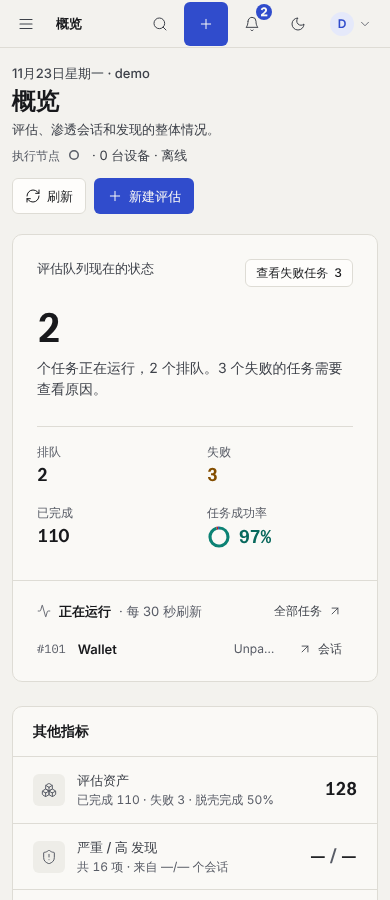 概览
2
D
11月23日星期一 · demo
概览
评估、渗透会话和发现的整体情况。
执行节点 · 0 台设备 · 离线
刷新
新建评估
评估队列现在的状态
查看失败任务 3
2
个任务正在运行，2 个排队。3 个失败的任务需要
查看原因。
排队
2
失败
3
已完成
110
任务成功率
97%
正在运行 · 每 30 秒刷新
全部任务
#101 Wallet Unpa… 会话
其他指标
评估资产
已完成 110 · 失败 3 · 脱壳完成 50%
128
严重 / 高 发现
共 16 项 · 来自 —/— 个会话
— / —